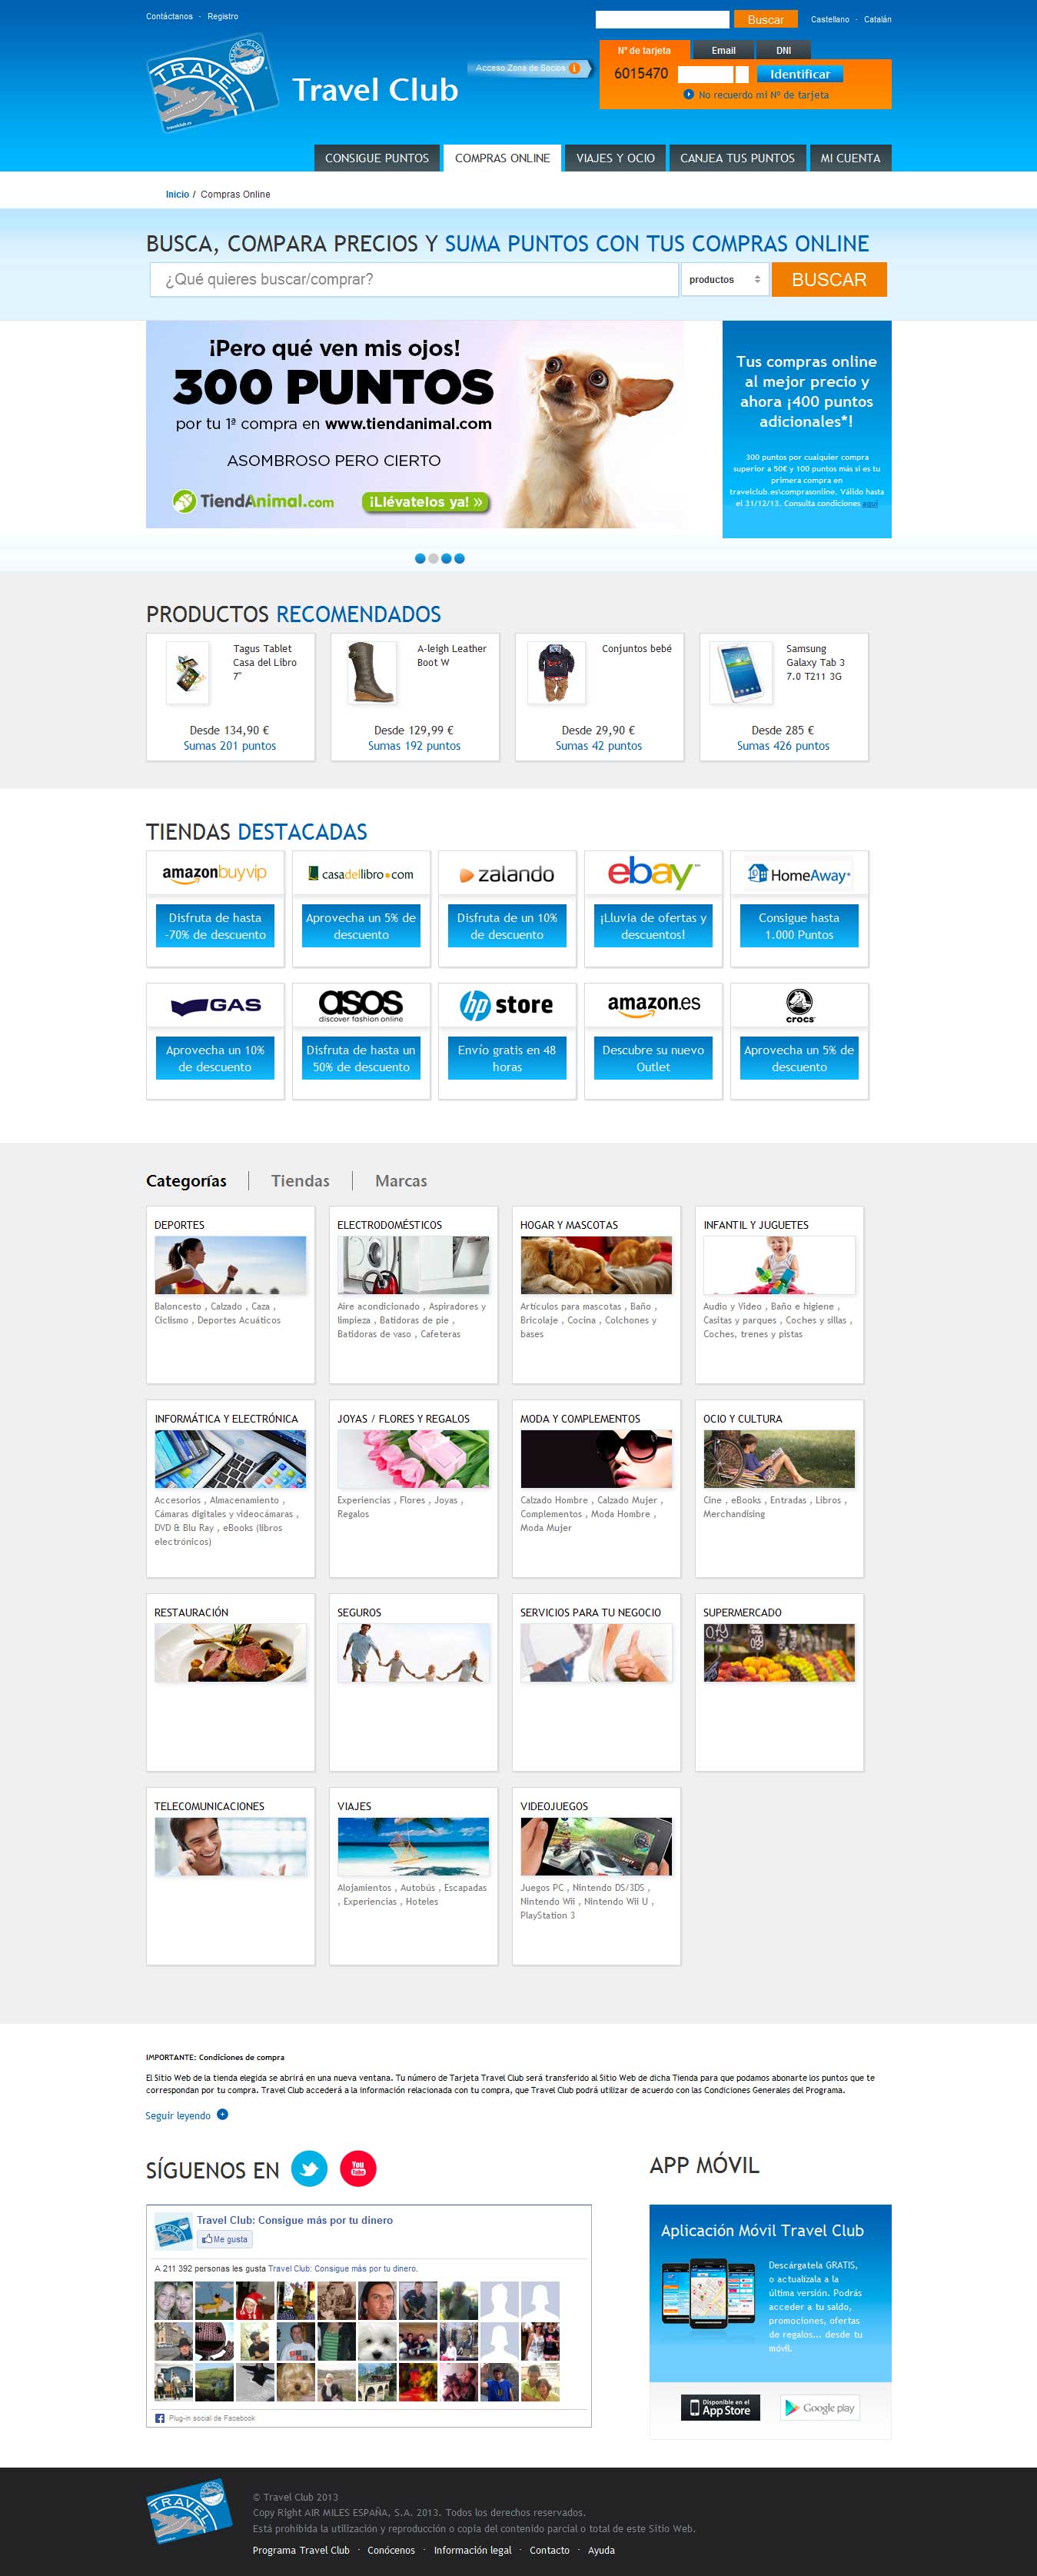 Contáctanos · Registro
Buscar
Castellano · Catalán
TRAVEL
travelclub.es
Travel Club
Acceso Zona de Socios
Nº de tarjeta
Email
DNI
6015470
Identificar
No recuerdo mi Nº de tarjeta
CONSIGUE PUNTOS
COMPRAS ONLINE
VIAJES Y OCIO
CANJEA TUS PUNTOS
MI CUENTA
Inicio / Compras Online
BUSCA, COMPARA PRECIOS Y SUMA PUNTOS CON TUS COMPRAS ONLINE
¿Qué quieres buscar/comprar?
productos
BUSCAR
¡Pero qué ven mis ojos!
300 PUNTOS
por tu 1ª compra en www.tiendanimal.com
ASOMBROSO PERO CIERTO
TiendAnimal.com
¡Llévatelos ya! »
Tus compras online
al mejor precio y
ahora ¡400 puntos
adicionales*!
300 puntos por cualquier compra
superior a 50€ y 100 puntos más si es tu
primera compra en
travelclub.es\comprasonline. Válido hasta
el 31/12/13. Consulta condiciones aquí
PRODUCTOS RECOMENDADOS
Tagus Tablet
Casa del Libro
7"
Desde 134,90 €
Sumas 201 puntos
A-leigh Leather
Boot W
Desde 129,99 €
Sumas 192 puntos
Conjuntos bebé
Desde 29,90 €
Sumas 42 puntos
Samsung
Galaxy Tab 3
7.0 T211 3G
Desde 285 €
Sumas 426 puntos
TIENDAS DESTACADAS
amazonbuyvip
Disfruta de hasta
-70% de descuento
casadellibro.com
Aprovecha un 5% de
descuento
zalando
Disfruta de un 10%
de descuento
ebay
¡Lluvia de ofertas y
descuentos!
HomeAway
Consigue hasta
1.000 Puntos
GAS
Aprovecha un 10%
de descuento
asos
discover fashion online
Disfruta de hasta un
50% de descuento
hp store
Envío gratis en 48
horas
amazon.es
Descubre su nuevo
Outlet
crocs
Aprovecha un 5% de
descuento
Categorías
Tiendas
Marcas
DEPORTES
Baloncesto , Calzado , Caza ,
Ciclismo , Deportes Acuáticos
ELECTRODOMÉSTICOS
Aire acondicionado , Aspiradores y
limpieza , Batidoras de pie ,
Batidoras de vaso , Cafeteras
HOGAR Y MASCOTAS
Artículos para mascotas , Baño ,
Bricolaje , Cocina , Colchones y
bases
INFANTIL Y JUGUETES
Audio y Video , Baño e higiene ,
Casitas y parques , Coches y sillas ,
Coches, trenes y pistas
INFORMÁTICA Y ELECTRÓNICA
Accesorios , Almacenamiento ,
Cámaras digitales y videocámaras ,
DVD & Blu Ray , eBooks (libros
electrónicos)
JOYAS / FLORES Y REGALOS
Experiencias , Flores , Joyas ,
Regalos
MODA Y COMPLEMENTOS
Calzado Hombre , Calzado Mujer ,
Complementos , Moda Hombre ,
Moda Mujer
OCIO Y CULTURA
Cine , eBooks , Entradas , Libros ,
Merchandising
RESTAURACIÓN
SEGUROS
SERVICIOS PARA TU NEGOCIO
SUPERMERCADO
TELECOMUNICACIONES
VIAJES
Alojamientos , Autobús , Escapadas
, Experiencias , Hoteles
VIDEOJUEGOS
Juegos PC , Nintendo DS/3DS ,
Nintendo Wii , Nintendo Wii U ,
PlayStation 3
IMPORTANTE: Condiciones de compra
El Sitio Web de la tienda elegida se abrirá en una nueva ventana. Tu número de Tarjeta Travel Club será transferido al Sitio Web de dicha Tienda para que podamos abonarte los puntos que te
correspondan por tu compra. Travel Club accederá a la información relacionada con tu compra, que Travel Club podrá utilizar de acuerdo con las Condiciones Generales del Programa.
Seguir leyendo
SÍGUENOS EN
You Tube
APP MÓVIL
Travel Club: Consigue más por tu dinero
Me gusta
A 211 392 personas les gusta Travel Club: Consigue más por tu dinero.
Plug-in social de Facebook
Aplicación Móvil Travel Club
Descárgatela GRATIS,
o actualízala a la
última versión. Podrás
acceder a tu saldo,
promociones, ofertas
de regalos... desde tu
móvil.
Disponible en el
App Store
Google play
TRAVEL
© Travel Club 2013
Copy Right AIR MILES ESPAÑA, S.A. 2013. Todos los derechos reservados.
Está prohibida la utilización y reproducción o copia del contenido parcial o total de este Sitio Web.
Programa Travel Club · Conócenos · Información legal · Contacto · Ayuda